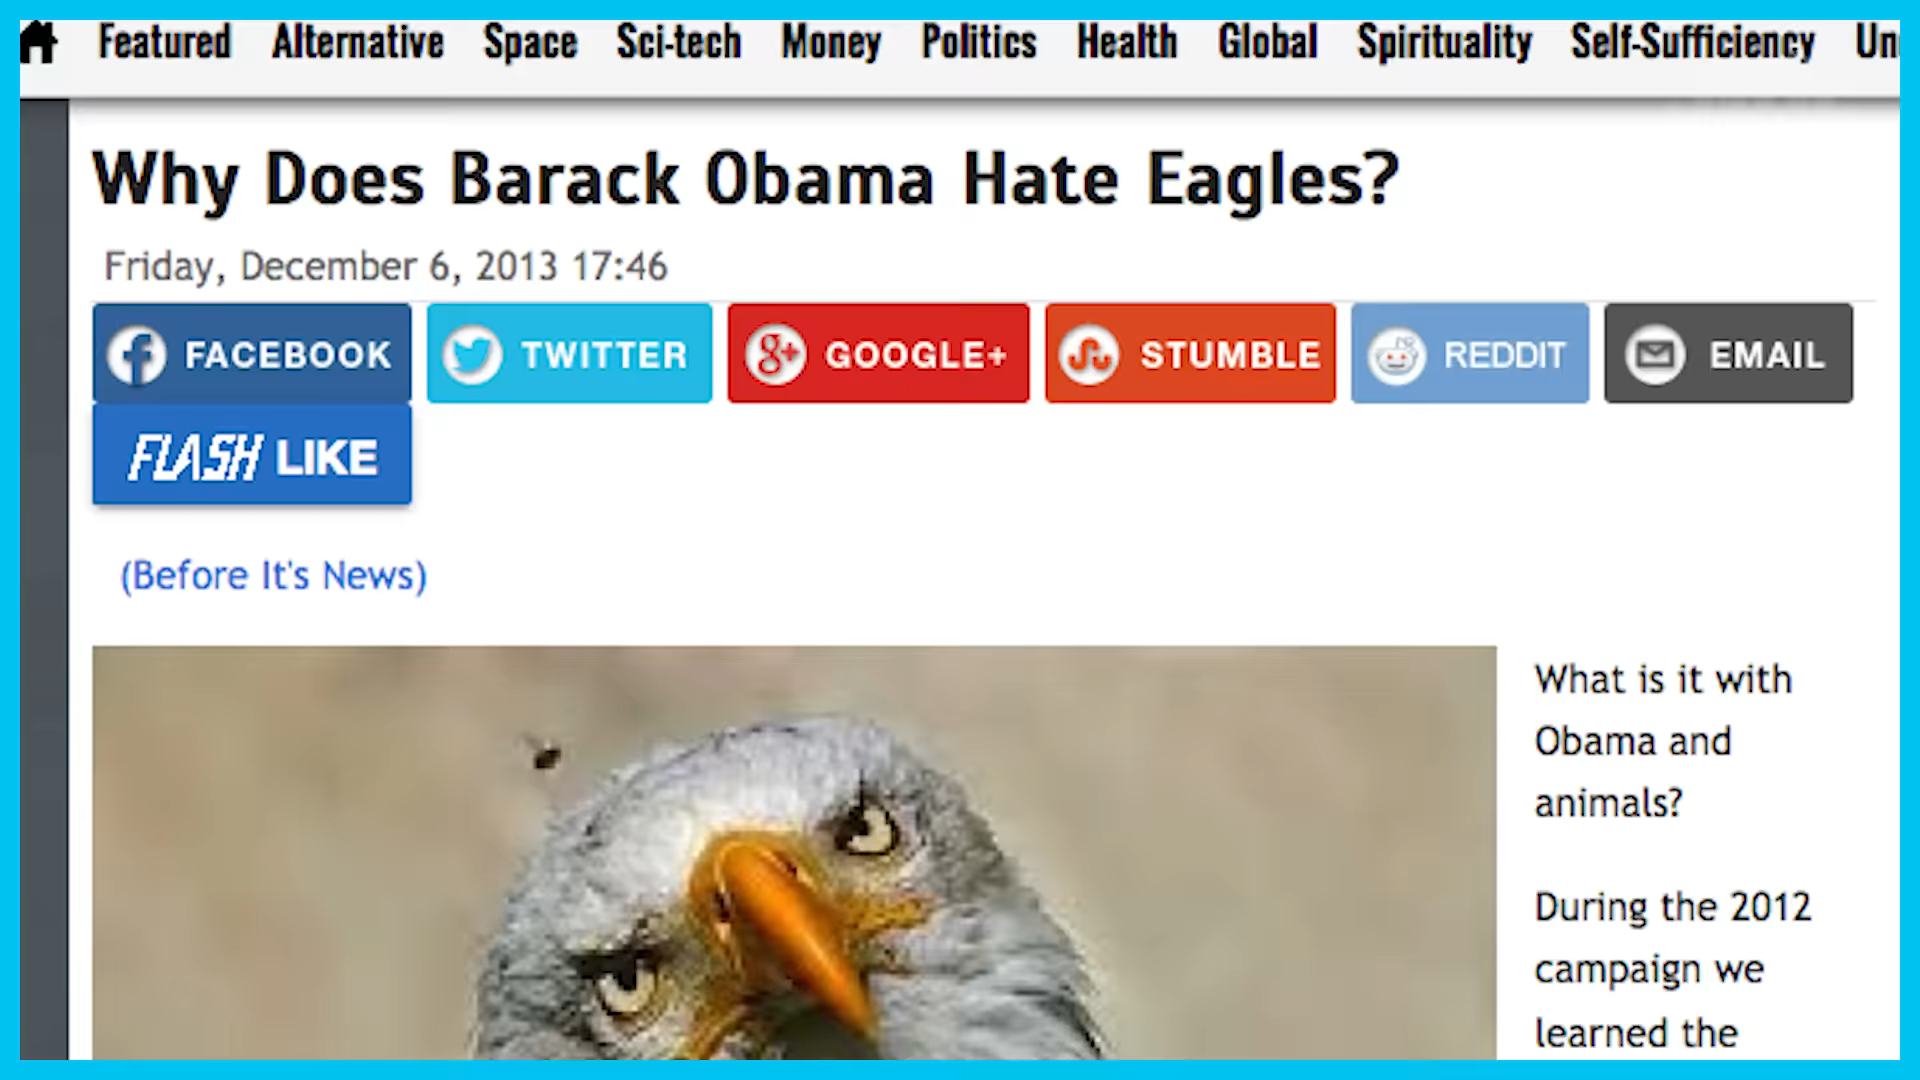 Featured Alternative Space Sci-tech Money Politics Health Global Spirituality Self-Sufficiency Un
Why Does Barack Obama Hate Eagles?
Friday, December 6, 2013 17:46
FACEBOOK TWITTER GOOGLE+ STUMBLE REDDIT EMAIL
FLASH LIKE
(Before It's News)
What is it with
Obama and
animals?
During the 2012
campaign we
learned the